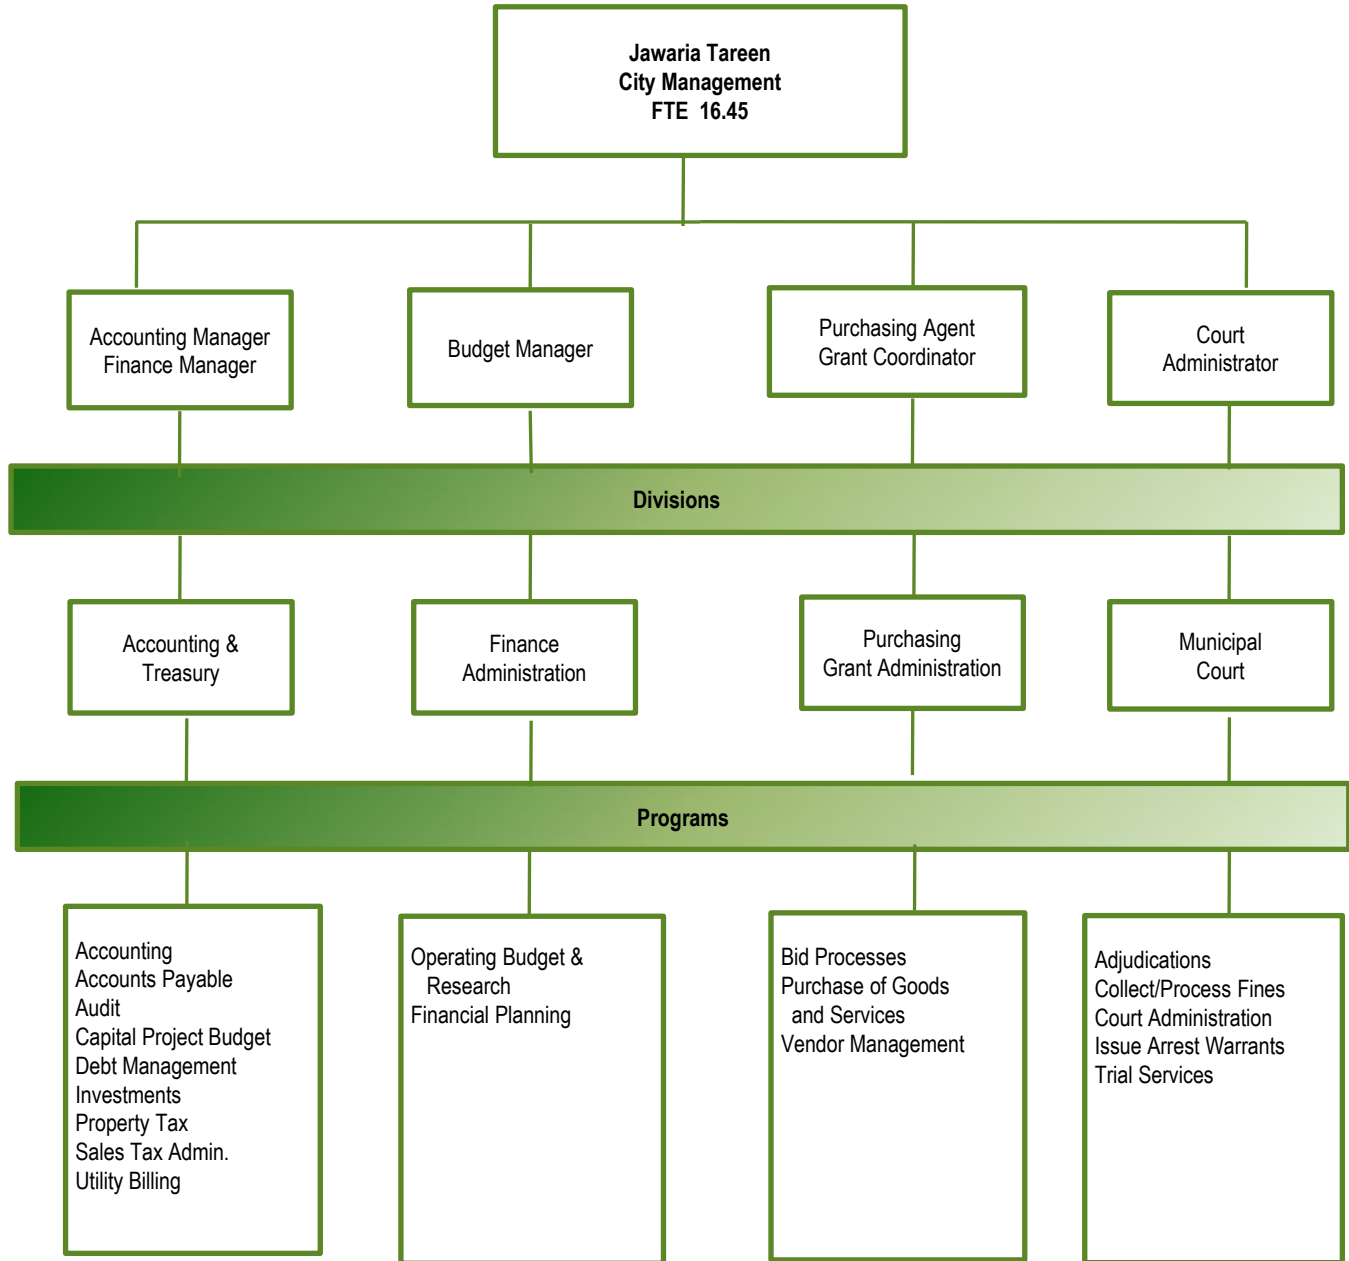 Jawaria Tareen
City Management
FTE 16.45
Accounting Manager
Finance Manager
Budget Manager
Purchasing Agent
Grant Coordinator
Court
Administrator
Divisions
Accounting &
Treasury
Finance
Administration
Purchasing
Grant Administration
Municipal
Court
Programs
Accounting
Accounts Payable
Audit
Capital Project Budget
Debt Management
Investments
Property Tax
Sales Tax Admin.
Utility Billing
Operating Budget &
Research
Financial Planning
Bid Processes
Purchase of Goods
and Services
Vendor Management
Adjudications
Collect/Process Fines
Court Administration
Issue Arrest Warrants
Trial Services